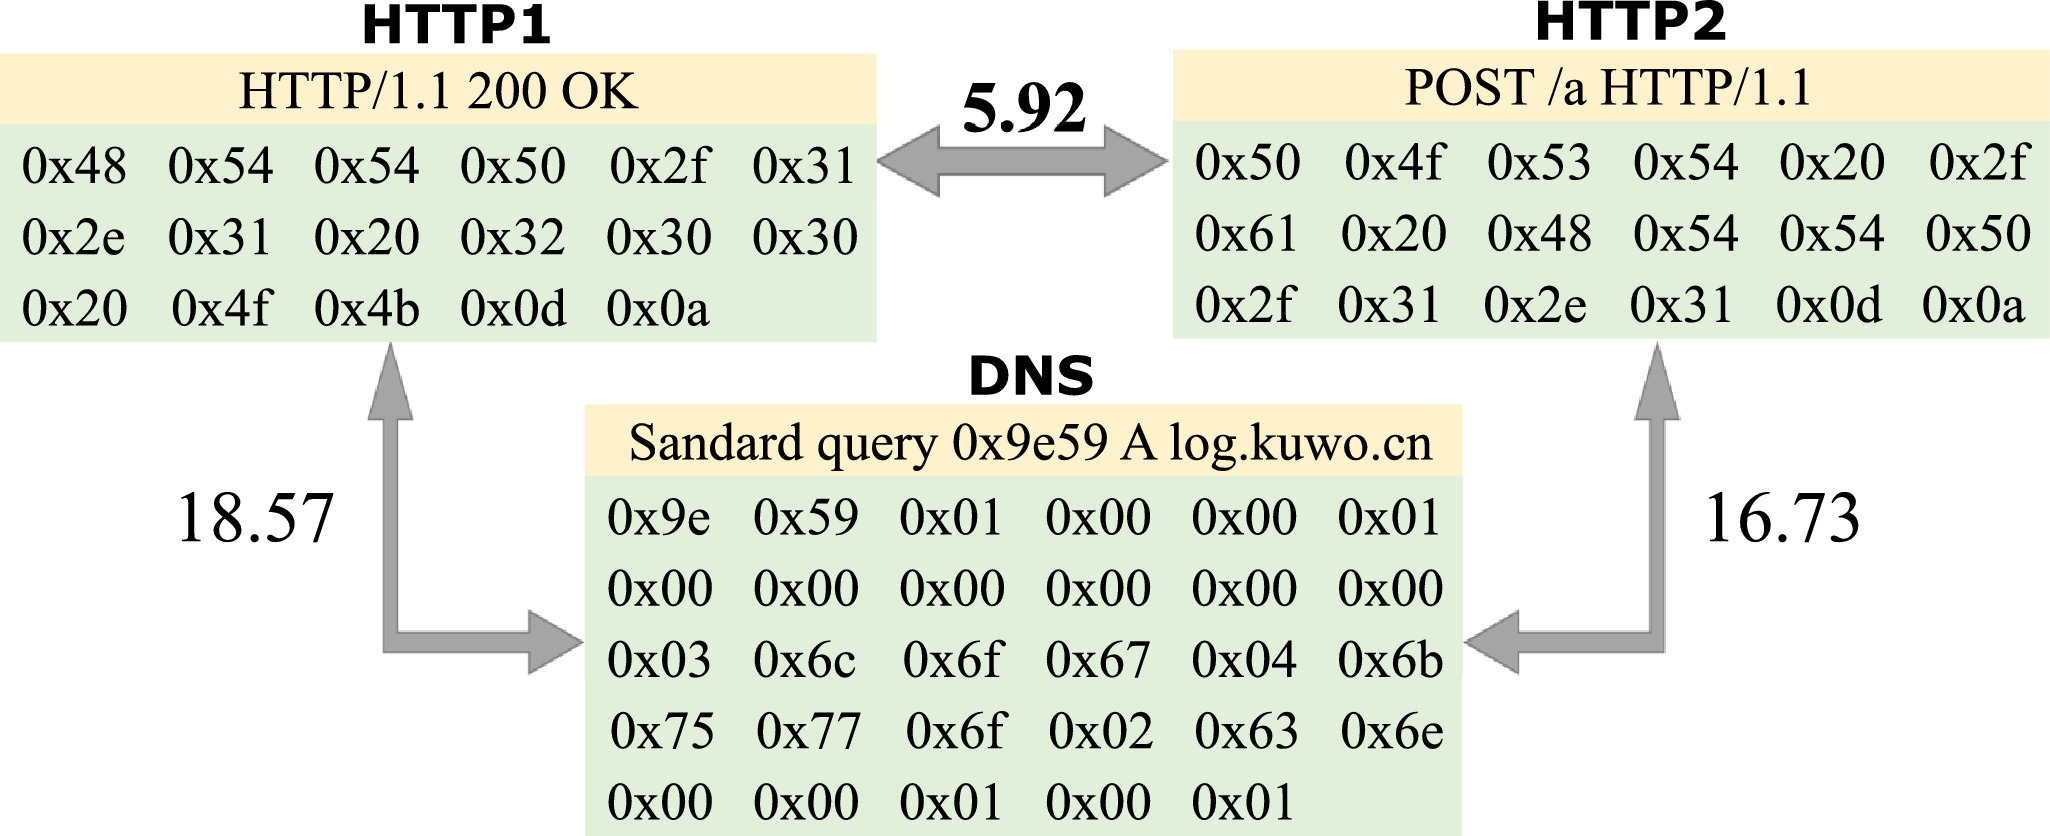 HTTP1
HTTP/1.1 200 OK
0x48 0x54 0x54 0x50 0x2f 0x31
0x2e 0x31 0x20 0x32 0x30 0x30
0x20 0x4f 0x4b 0x0d 0x0a
5.92
HTTP2
POST /a HTTP/1.1
0x50 0x4f 0x53 0x54 0x20 0x2f
0x61 0x20 0x48 0x54 0x54 0x50
0x2f 0x31 0x2e 0x31 0x0d 0x0a
18.57
DNS
Sandard query 0x9e59 A log.kuwo.cn
0x9e 0x59 0x01 0x00 0x00 0x01
0x00 0x00 0x00 0x00 0x00 0x00
0x03 0x6c 0x6f 0x67 0x04 0x6b
0x75 0x77 0x6f 0x02 0x63 0x6e
0x00 0x00 0x01 0x00 0x01
16.73